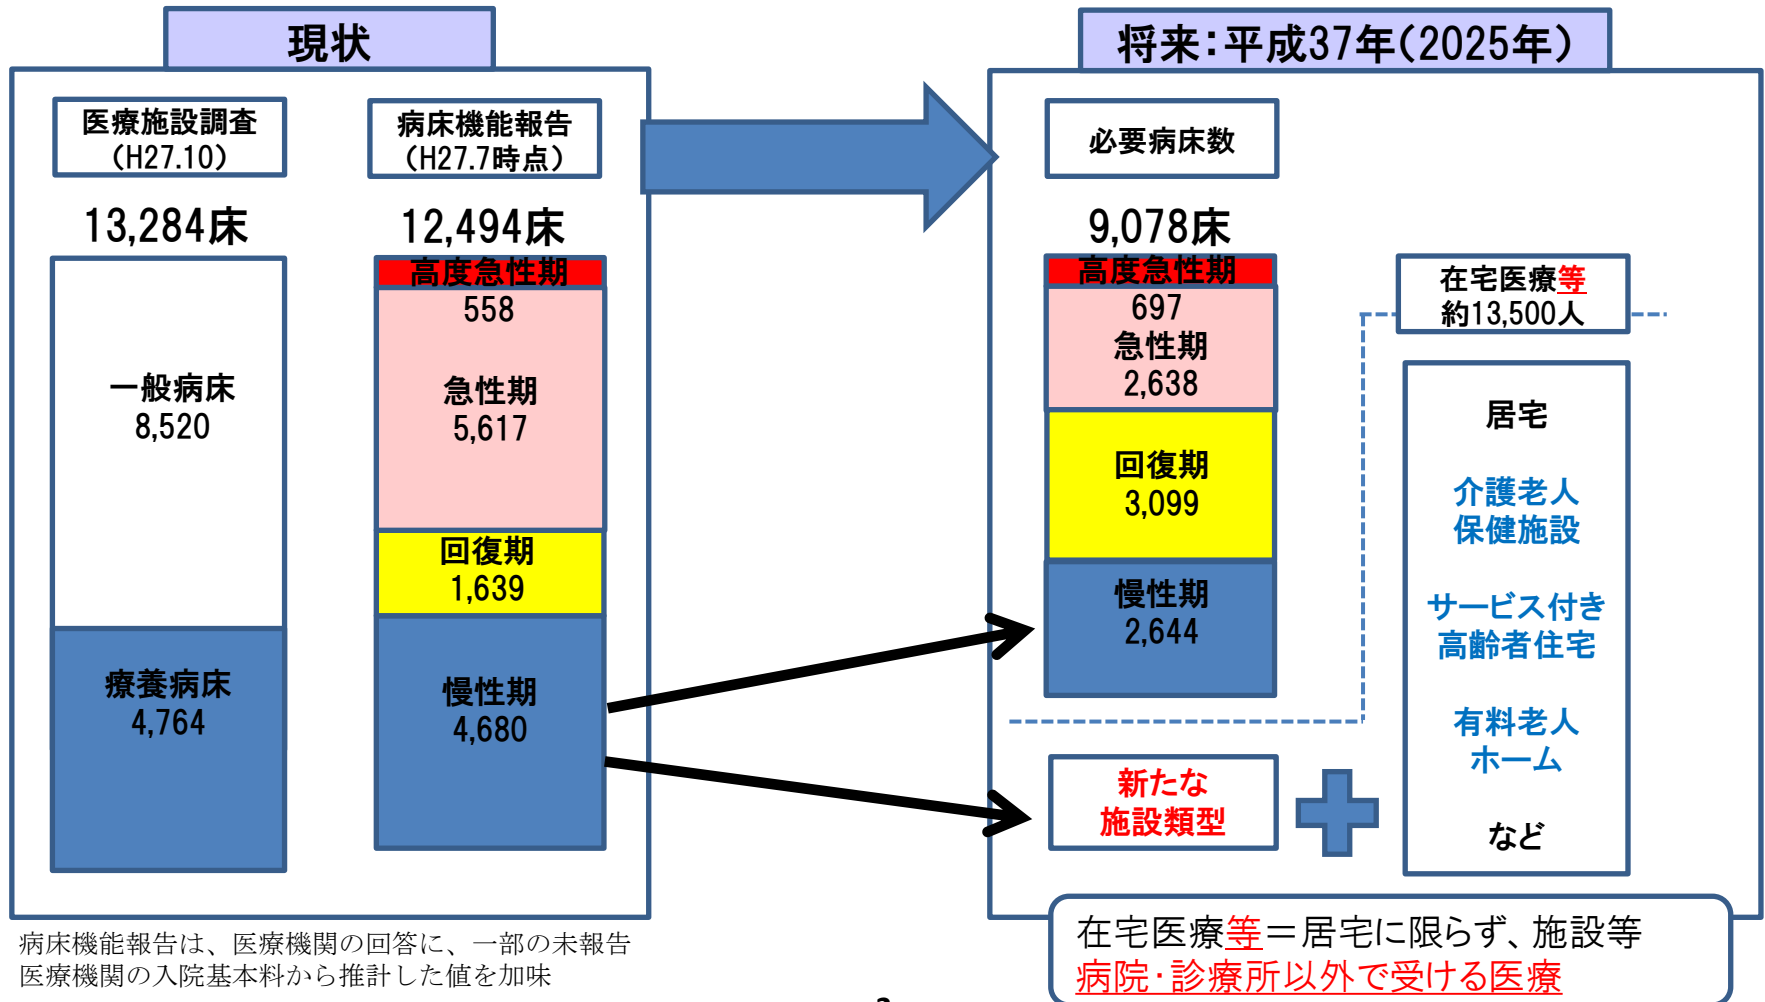 現状
医療施設調査
（H27.10）
13,284床
一般病床
8,520
療養病床
4,764
病床機能報告
（H27.7時点）
12,494床
高度急性期
558
急性期
5,617
回復期
1,639
慢性期
4,680
病床機能報告は、医療機関の回答に、一部の未報告
医療機関の入院基本料から推計した値を加味
将来：平成37年（2025年）
必要病床数
9,078床
高度急性期
697
急性期
2,638
回復期
3,099
慢性期
2,644
新たな
施設類型
在宅医療等
約13,500人
居宅
介護老人
保健施設
サービス付き
高齢者住宅
有料老人
ホーム
など
在宅医療等＝居宅に限らず、施設等
病院・診療所以外で受ける医療